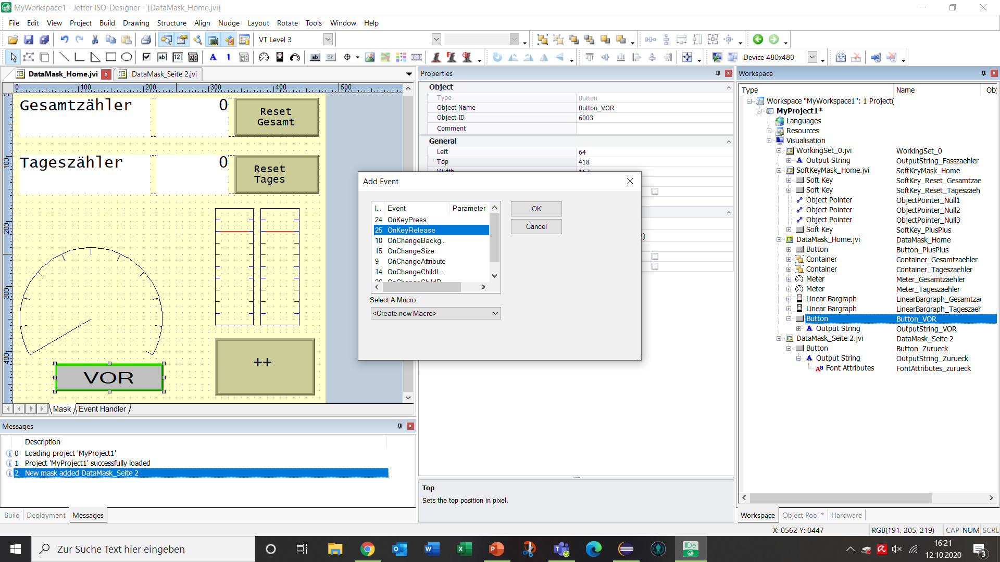 MyWorkspace1 - Jetter ISO-Designer - [DataMask_Home.jvi]
File Edit View Project Build Drawing Structure Align Nudge Layout Rotate Tools Window Help
VT Level 3
Device 480x480
DataMask_Home.jvi
DataMask_Seite 2.jvi
0 100 200 300 400 500
100
200
300
400
Gesamtzähler 0
Reset
Gesamt
Tageszähler 0
Reset
Tages
++
VOR
Mask
Event Handler
Messages
Description
0 Loading project 'MyProject1'
1 Project 'MyProject1' successfully loaded
2 New mask added DataMask_Seite 2
Build Deployment Messages
Properties
Object
Type Button
Object Name Button_VOR
Object ID 6003
Comment
General
Left 64
Top 418
Add Event
I... Event Parameter
24 OnKeyPress
25 OnKeyRelease
10 OnChangeBackg...
15 OnChangeSize
9 OnChangeAttribute
14 OnChangeChildL...
OK
Cancel
Select A Macro:
<Create new Macro>
Top
Sets the top position in pixel.
Workspace
Type Name Obj
Workspace "MyWorkspace1": 1 Project(
MyProject1*
Languages
Resources
Visualisation
WorkingSet_0.jvi WorkingSet_0
Output String OutputString_Fasszaehler
SoftKeyMask_Home.jvi SoftKeyMask_Home
Soft Key SoftKey_Reset_Gesamtzae
Soft Key SoftKey_Reset_Tageszaeh
Object Pointer ObjectPointer_Null1
Object Pointer ObjectPointer_Null2
Object Pointer ObjectPointer_Null3
Soft Key SoftKey_PlusPlus
DataMask_Home.jvi DataMask_Home
Button Button_PlusPlus
Container Container_Gesamtzaehler
Container Container_Tageszaehler
Meter Meter_Gesamtzaehler
Meter Meter_Tageszaehler
Linear Bargraph LinearBargraph_Gesamtza
Linear Bargraph LinearBargraph_Tageszaeh
Button Button_VOR
Output String OutputString_VOR
DataMask_Seite 2.jvi DataMask_Seite 2
Button Button_Zurueck
Output String OutputString_Zurueck
Font Attributes FontAttributes_zurueck
Workspace Object Pool * Hardware
X: 0562 Y: 0447 RGB(191, 205, 219) CAP NUM SCRL
Zur Suche Text hier eingeben
16:21
12.10.2020
3